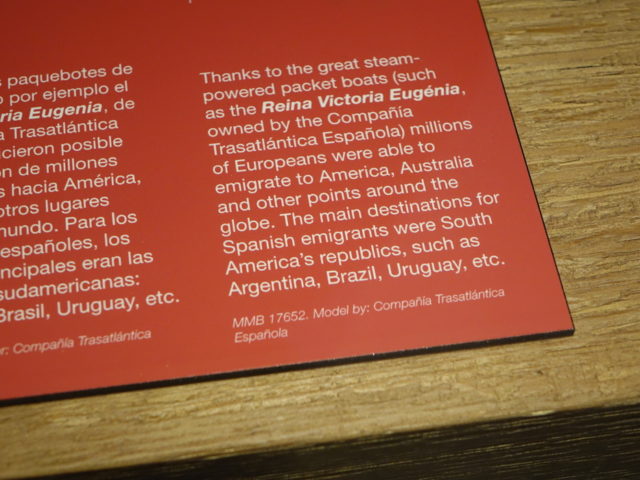 s paquebotes de
o por ejemplo el
ria Eugenia, de
a Trasatlántica
icieron posible
ón de millones
s hacia América,
otros lugares
mundo. Para los
españoles, los
ncipales eran las
sudamericanas:
Brasil, Uruguay, etc.
or: Compañía Trasatlántica
Thanks to the great steam-
powered packet boats (such
as the Reina Victoria Eugénia,
owned by the Compañía
Trasatlántica Española) millions
of Europeans were able to
emigrate to America, Australia
and other points around the
globe. The main destinations for
Spanish emigrants were South
America's republics, such as
Argentina, Brazil, Uruguay, etc.
MMB 17652. Model by: Compañía Trasatlántica
Española